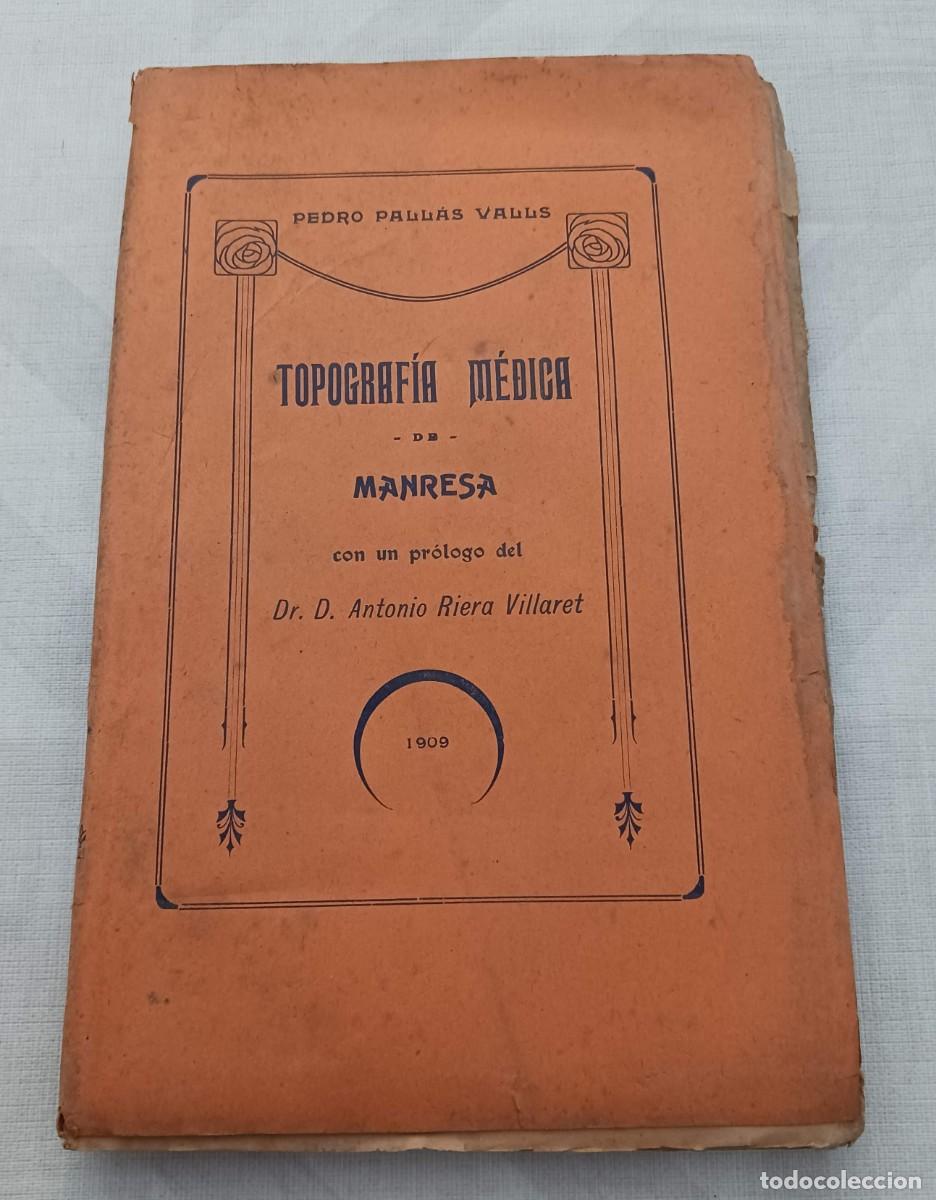 PEDRO PALLÁS VALLS
TOPOGRAFÍA MÉDICA
- DE -
MANRESA
con un prólogo del
Dr. D. Antonio Riera Villaret
1909
todocoleccion